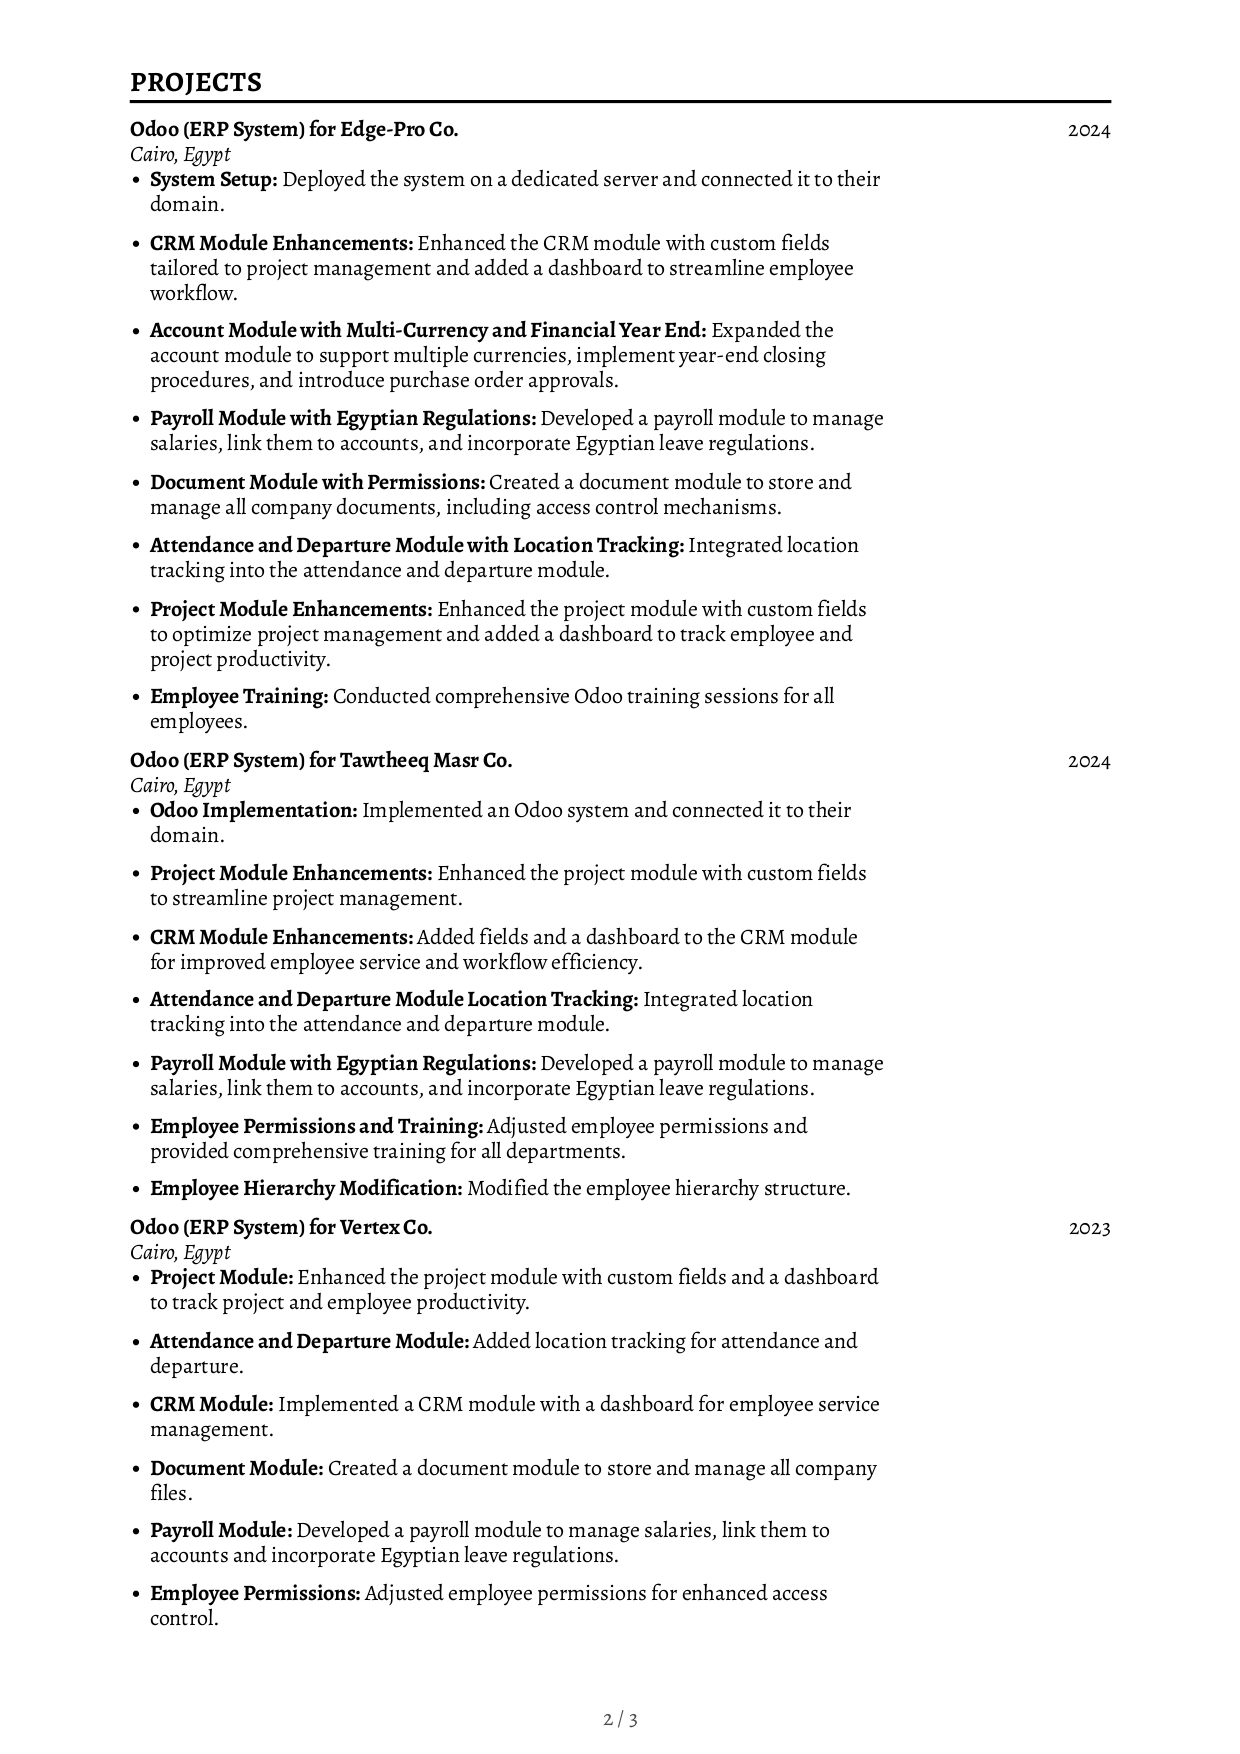 PROJECTS
Odoo (ERP System) for Edge-Pro Co. 2024
Cairo, Egypt
• System Setup: Deployed the system on a dedicated server and connected it to their
domain.
• CRM Module Enhancements: Enhanced the CRM module with custom fields
tailored to project management and added a dashboard to streamline employee
workflow.
• Account Module with Multi-Currency and Financial Year End: Expanded the
account module to support multiple currencies, implement year-end closing
procedures, and introduce purchase order approvals.
• Payroll Module with Egyptian Regulations: Developed a payroll module to manage
salaries, link them to accounts, and incorporate Egyptian leave regulations.
• Document Module with Permissions: Created a document module to store and
manage all company documents, including access control mechanisms.
• Attendance and Departure Module with Location Tracking: Integrated location
tracking into the attendance and departure module.
• Project Module Enhancements: Enhanced the project module with custom fields
to optimize project management and added a dashboard to track employee and
project productivity.
• Employee Training: Conducted comprehensive Odoo training sessions for all
employees.
Odoo (ERP System) for Tawtheeq Masr Co. 2024
Cairo, Egypt
• Odoo Implementation: Implemented an Odoo system and connected it to their
domain.
• Project Module Enhancements: Enhanced the project module with custom fields
to streamline project management.
• CRM Module Enhancements: Added fields and a dashboard to the CRM module
for improved employee service and workflow efficiency.
• Attendance and Departure Module Location Tracking: Integrated location
tracking into the attendance and departure module.
• Payroll Module with Egyptian Regulations: Developed a payroll module to manage
salaries, link them to accounts, and incorporate Egyptian leave regulations.
• Employee Permissions and Training: Adjusted employee permissions and
provided comprehensive training for all departments.
• Employee Hierarchy Modification: Modified the employee hierarchy structure.
Odoo (ERP System) for Vertex Co. 2023
Cairo, Egypt
• Project Module: Enhanced the project module with custom fields and a dashboard
to track project and employee productivity.
• Attendance and Departure Module: Added location tracking for attendance and
departure.
• CRM Module: Implemented a CRM module with a dashboard for employee service
management.
• Document Module: Created a document module to store and manage all company
files.
• Payroll Module: Developed a payroll module to manage salaries, link them to
accounts and incorporate Egyptian leave regulations.
• Employee Permissions: Adjusted employee permissions for enhanced access
control.
2 / 3